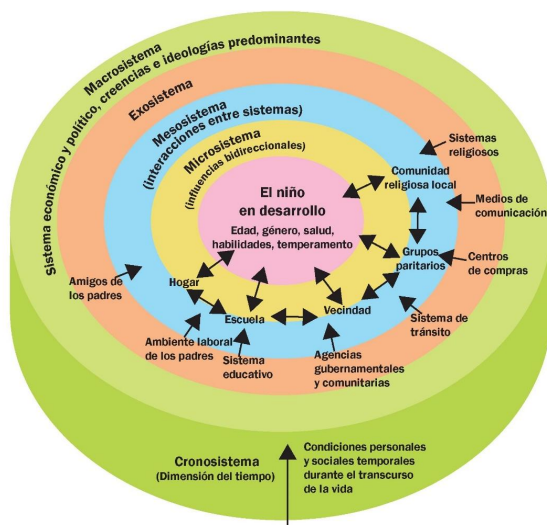 Macrosistema
Sistema económico y político, creencias e ideologías predominantes
Exosistema
Mesosistema
(interacciones entre sistemas)
Microsistema
(influencias bidireccionales)
El niño
en desarrollo
Edad, género, salud,
habilidades, temperamento
Sistemas
religiosos
Comunidad
religiosa local
Medios de
comunicación
Grupos
paritarios
Centros
de compras
Amigos de
los padres
Hogar
Escuela
Vecindad
Sistema de
tránsito
Ambiente laboral
de los padres
Sistema
educativo
Agencias
gubernamentales
y comunitarias
Cronosistema
(Dimensión del tiempo)
Condiciones personales
y sociales temporales
durante el transcurso
de la vida